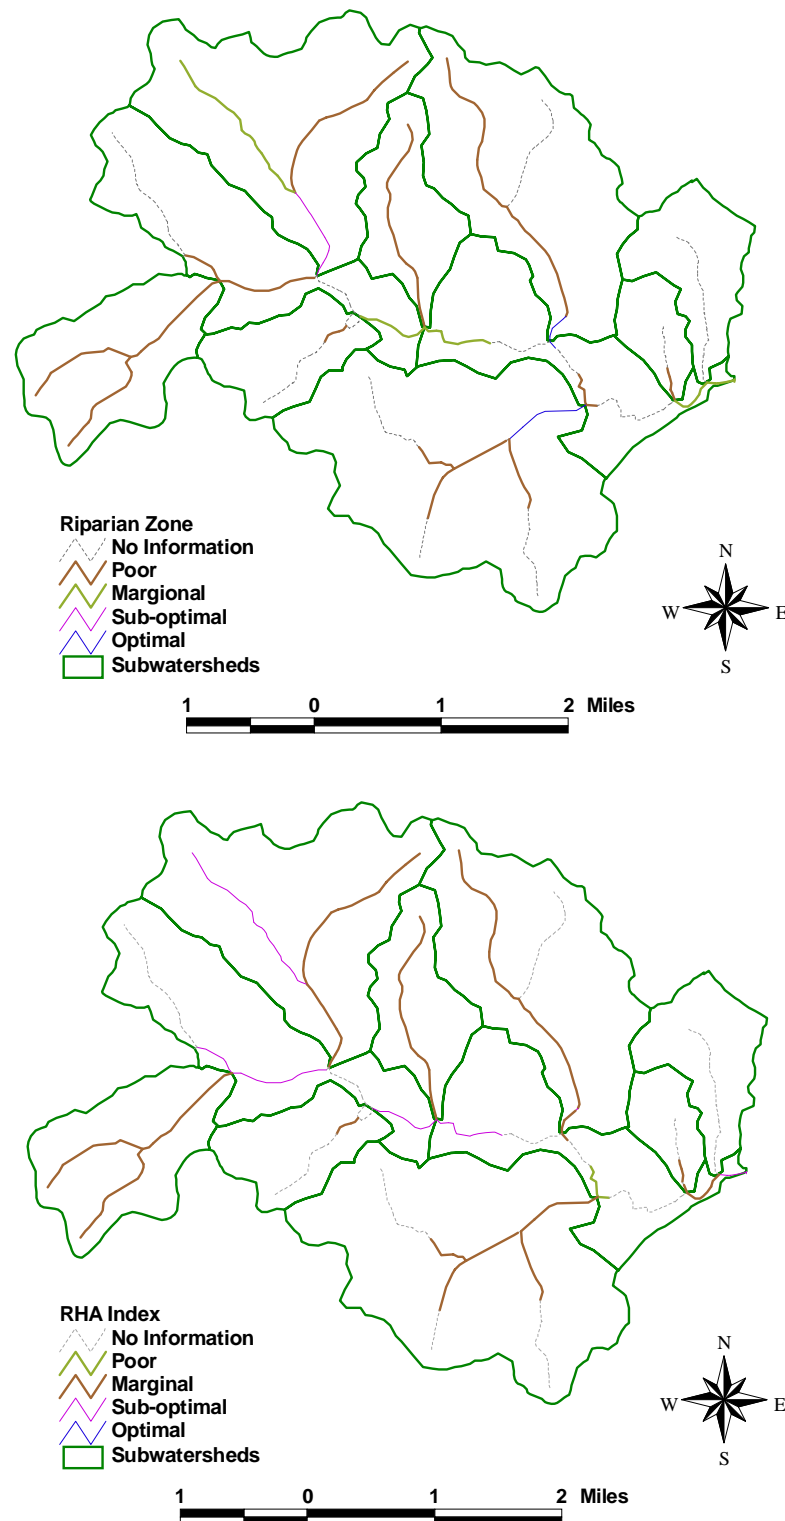 Riparian Zone
No Information
Poor
Margional
Sub-optimal
Optimal
Subwatersheds
N
W E
S
1 0 1 2 Miles
RHA Index
No Information
Poor
Marginal
Sub-optimal
Optimal
Subwatersheds
N
W E
S
1 0 1 2 Miles